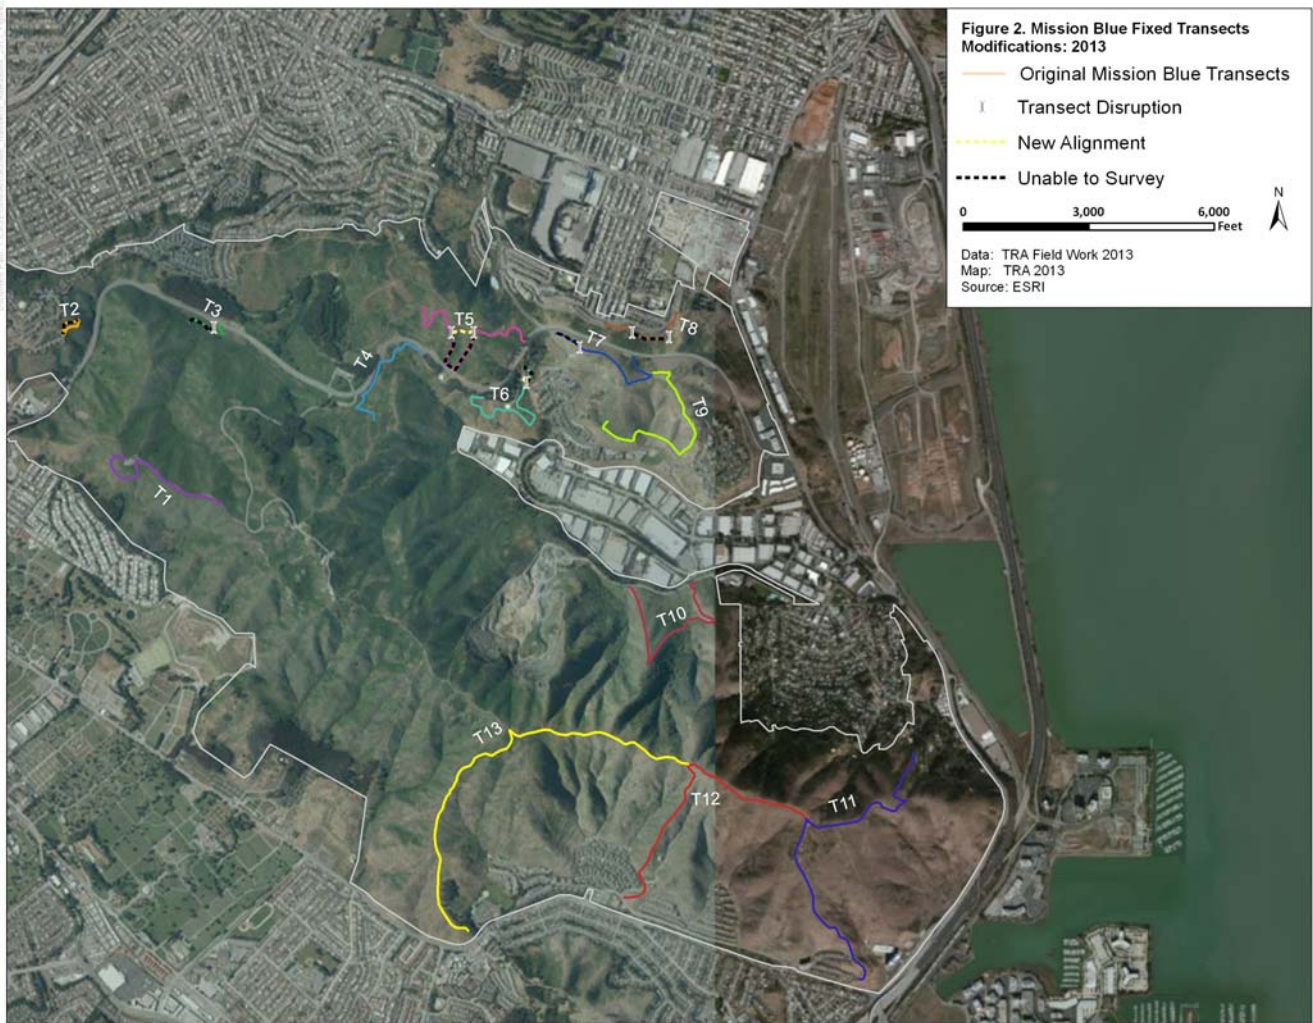 Figure 2. Mission Blue Fixed Transects
Modifications: 2013
Original Mission Blue Transects
Transect Disruption
New Alignment
Unable to Survey
N
0 3,000 6,000
Feet
Data: TRA Field Work 2013
Map: TRA 2013
Source: ESRI
T2
T3
T5
T8
T7
T4
T6
T9
T1
T10
T13
T12
T11